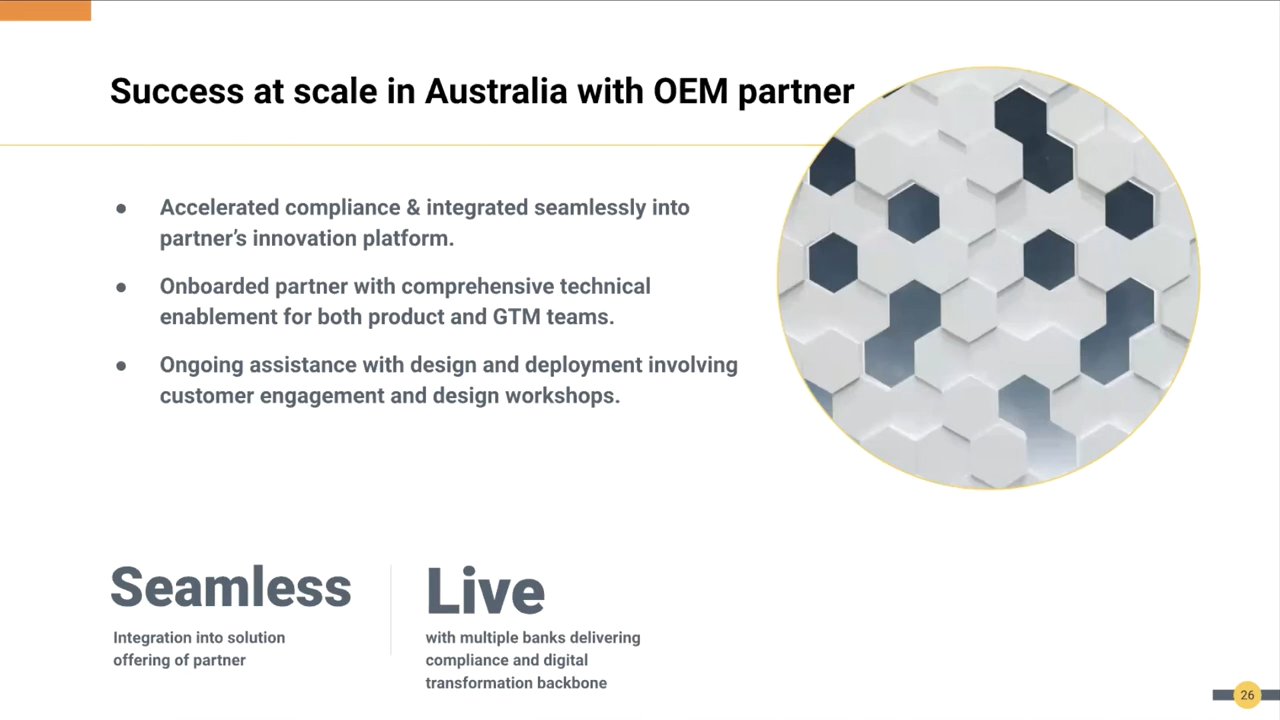 Success at scale in Australia with OEM partner
● Accelerated compliance & integrated seamlessly into
partner’s innovation platform.
● Onboarded partner with comprehensive technical
enablement for both product and GTM teams.
● Ongoing assistance with design and deployment involving
customer engagement and design workshops.
Seamless
Integration into solution
offering of partner
Live
with multiple banks delivering
compliance and digital
transformation backbone
26